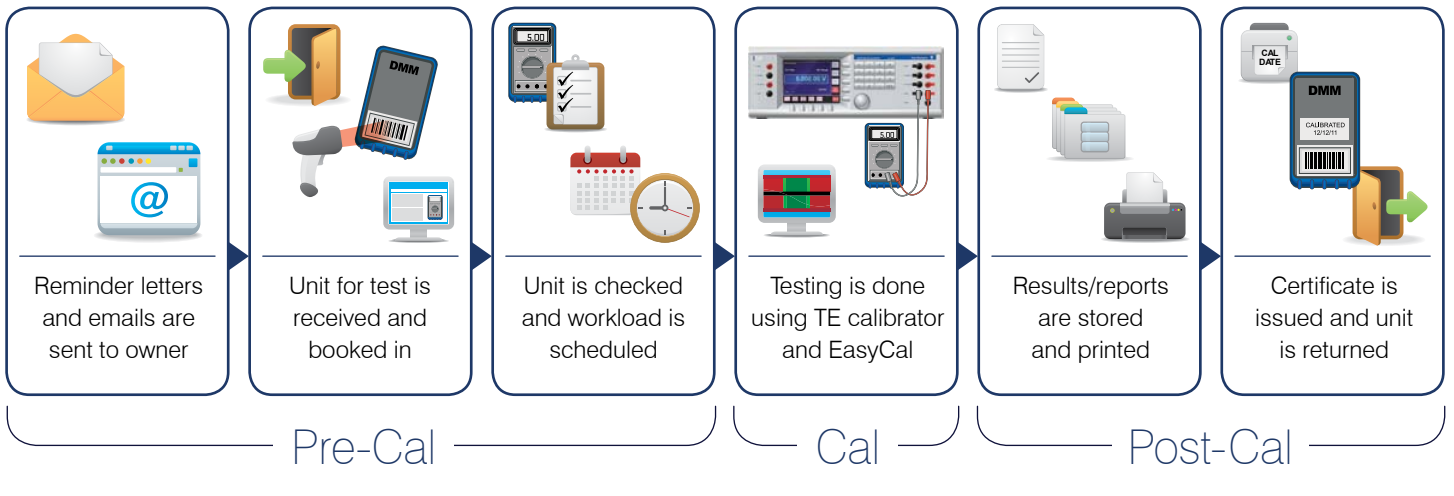 Reminder letters
and emails are
sent to owner
@
DMM
Unit for test is
received and
booked in
5.00
Unit is checked
and workload is
scheduled
5.00
Testing is done
using TE calibrator
and EasyCal
Results/reports
are stored
and printed
CAL
DATE
DMM
CALIBRATED
12/12/11
Certificate is
issued and unit
is returned
Pre-Cal
Cal
Post-Cal